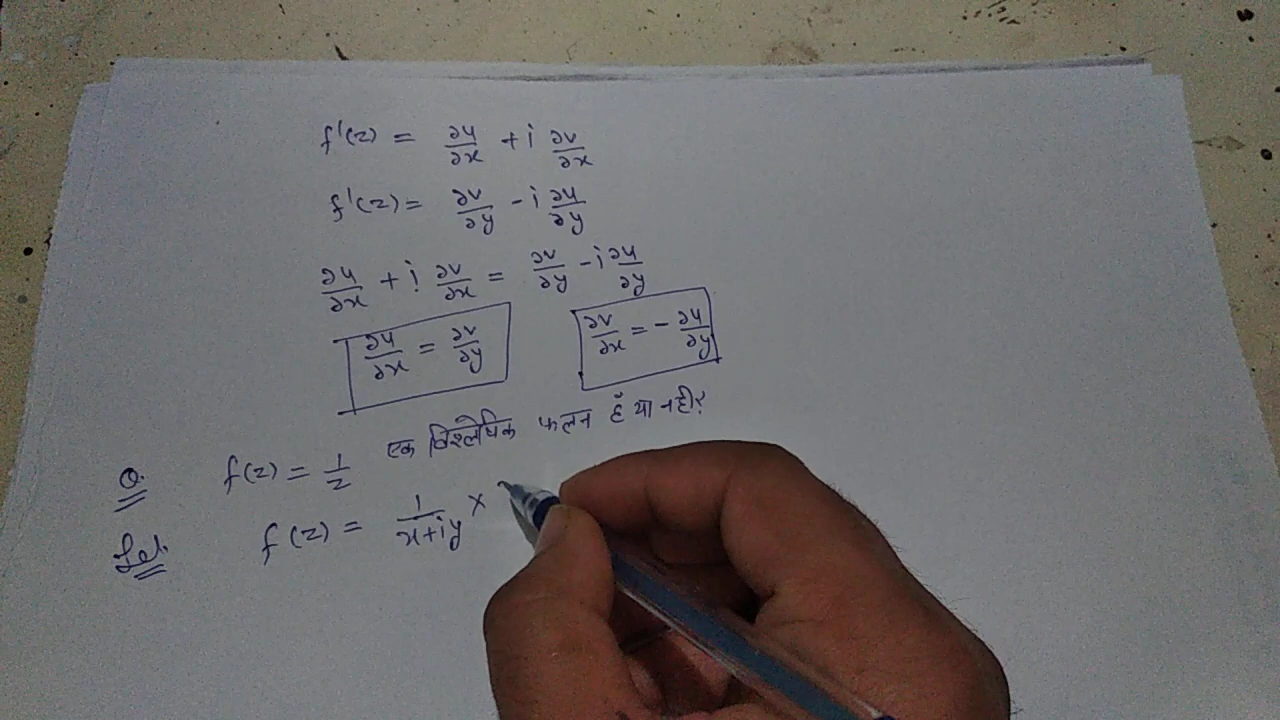 f'(z) = ∂u/∂x + i ∂v/∂x
f'(z) = ∂v/∂y - i ∂u/∂y
∂u/∂x + i ∂v/∂x = ∂v/∂y - i ∂u/∂y
∂u/∂x = ∂v/∂y ∂v/∂x = - ∂u/∂y
Q. f(z) = 1/z एक विश्लेषिक फलन है या नहीं?
Sol. f(z) = 1/x+iy ×